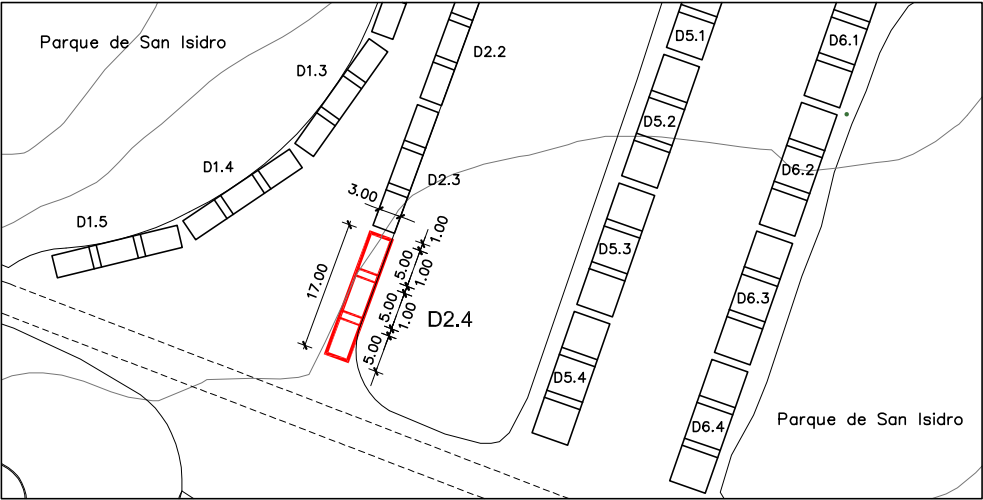 Parque de San Isidro
D5.1
D6.1
D2.2
D1.3
D5.2
D1.4
D6.2
D2.3
3.00
D1.5
1.00
D5.3
5.00
1.00
17.00
D6.3
5.00
1.00
D2.4
5.00
D5.4
Parque de San Isidro
D6.4